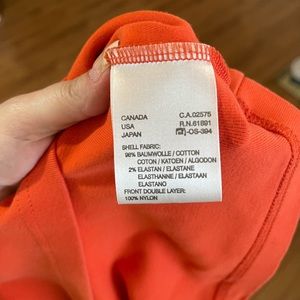 CANADA C.A.02575
USA R.N.61891
JAPAN -OS-394
SHELL FABRIC:
98% BAUMWOLLE / COTTON
COTON / KATOEN / ALGODON
2% ELASTAN / ELASTANE
ELASTHANNE / ELASTAAN
ELASTANO
FRONT DOUBLE LAYER:
100% NYLON